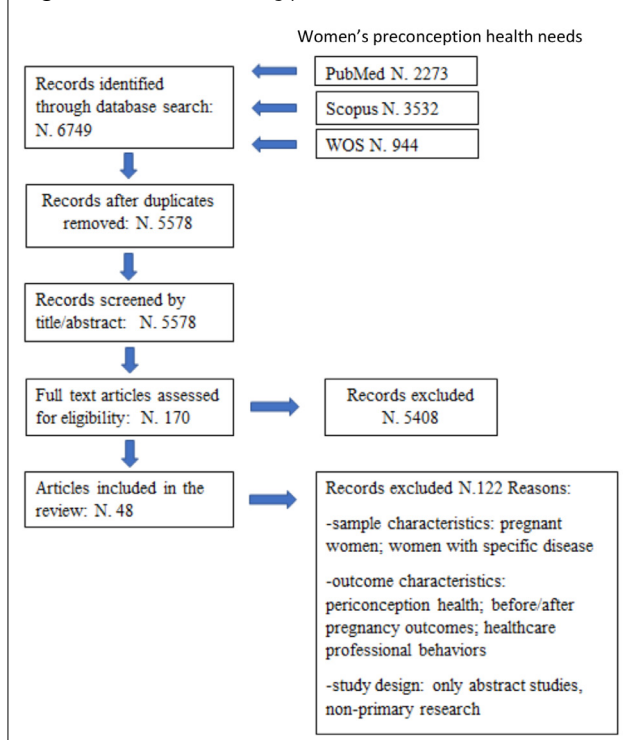 Women's preconception health needs
Records identified
through database search:
N. 6749
PubMed N. 2273
Scopus N. 3532
WOS N. 944
Records after duplicates
removed: N. 5578
Records screened by
title/abstract: N. 5578
Full text articles assessed
for eligibility: N. 170
Records excluded
N. 5408
Articles included in the
review: N. 48
Records excluded N.122 Reasons:
-sample characteristics: pregnant
women; women with specific disease
-outcome characteristics:
periconception health; before/after
pregnancy outcomes; healthcare
professional behaviors
-study design: only abstract studies,
non-primary research